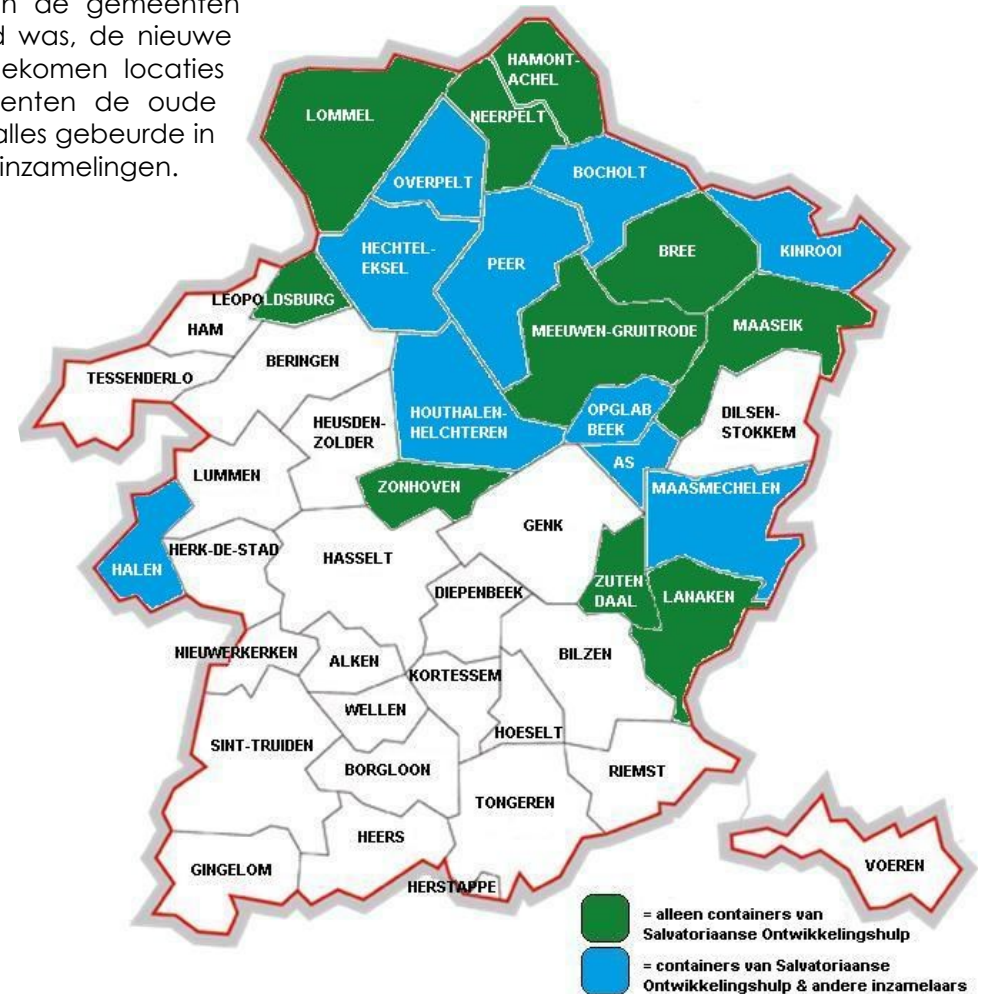 n de gemeenten
d was, de nieuwe
ekomen locaties
enten de oude
alles gebeurde in
inzamelingen.
HAMONT-
ACHEL
LOMMEL
NEERPELT
BOCHOLT
OVERPELT
HECHTEL-
EKSEL
PEER
BREE
KINROOI
LEOPOLDSBURG
HAM
MEEUWEN-GRUITRODE
MAASEIK
BERINGEN
TESSENDERLO
HEUSDEN-
ZOLDER
HOUTHALEN-
HELCHTEREN
OPGLAB
BEEK
DILSEN-
STOKKEM
AS
LUMMEN
ZONHOVEN
MAASMECHELEN
GENK
HERK-DE-STAD
HASSELT
HALEN
DIEPENBEEK
ZUTEN
DAAL
LANAKEN
NIEUWERKERKEN
ALKEN
BILZEN
KORTESSEM
WELLEN
HOESELT
SINT-TRUIDEN
BORGLOON
RIEMST
TONGEREN
HEERS
GINGELOM
HERSTAPPE
VOEREN
= alleen containers van
Salvatoriaanse Ontwikkelingshulp
= containers van Salvatoriaanse
Ontwikkelingshulp & andere inzamelaars